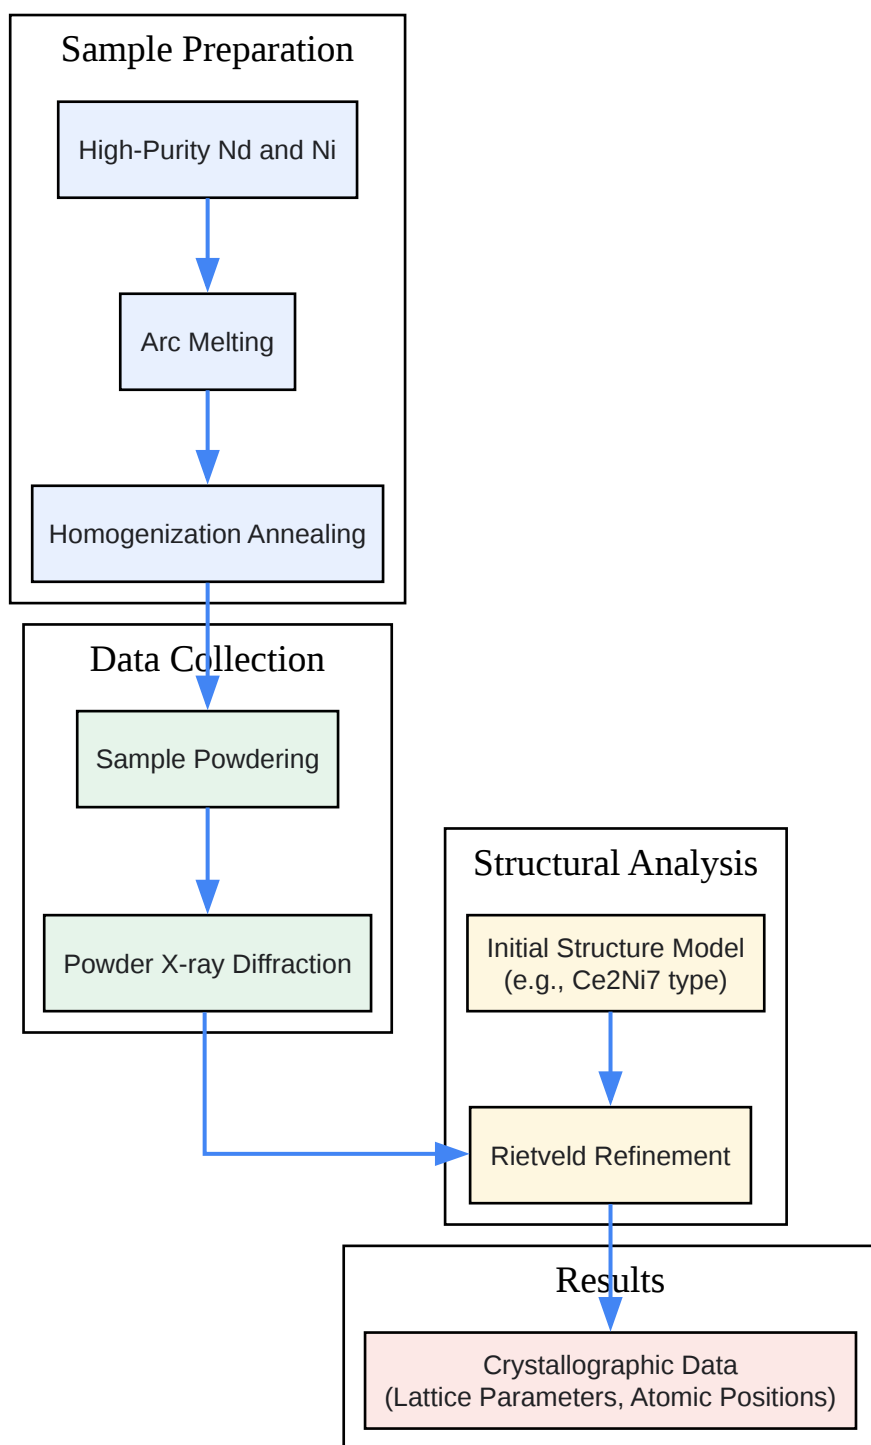 Sample Preparation
High-Purity Nd and Ni
Arc Melting
Homogenization Annealing
Data Collection
Sample Powdering
Powder X-ray Diffraction
Structural Analysis
Initial Structure Model
(e.g., Ce2Ni7 type)
Rietveld Refinement
Results
Crystallographic Data
(Lattice Parameters, Atomic Positions)